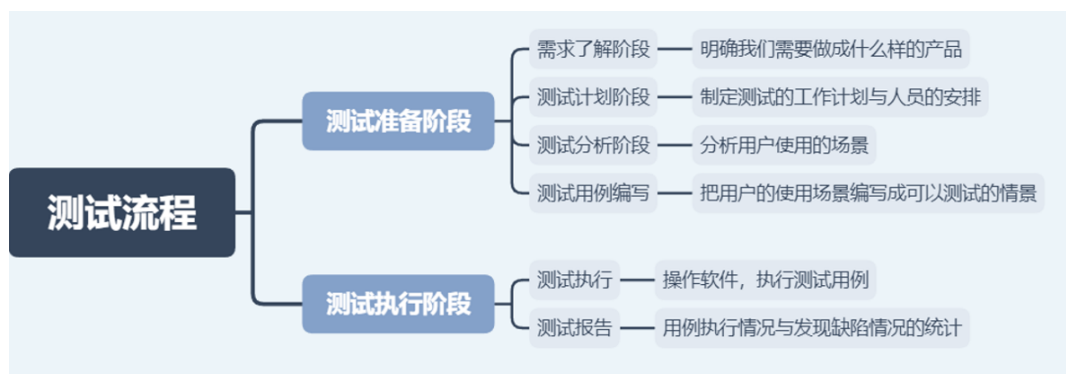 测试流程
测试准备阶段
需求了解阶段
明确我们需要做成什么样的产品
测试计划阶段
制定测试的工作计划与人员的安排
测试分析阶段
分析用户使用的场景
测试用例编写
把用户的使用场景编写成可以测试的情景
测试执行阶段
测试执行
操作软件，执行测试用例
测试报告
用例执行情况与发现缺陷情况的统计